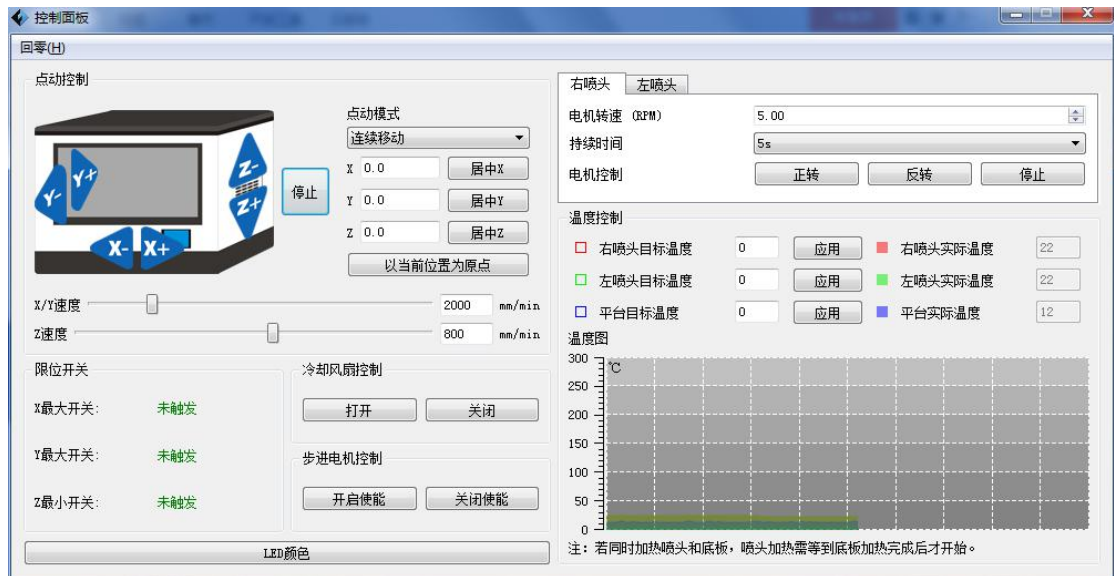 控制面板
回零(H)
点动控制
Y- Y+
Z-
Z+
X- X+
停止
点动模式
连续移动
X 0.0 居中X
Y 0.0 居中Y
Z 0.0 居中Z
以当前位置为原点
X/Y速度 2000 mm/min
Z速度 800 mm/min
限位开关
X最大开关: 未触发
Y最大开关: 未触发
Z最小开关: 未触发
冷却风扇控制
打开 关闭
步进电机控制
开启使能 关闭使能
LED颜色
右喷头 左喷头
电机转速 (RPM) 5.00
持续时间 5s
电机控制 正转 反转 停止
温度控制
右喷头目标温度 0 应用 右喷头实际温度 22
左喷头目标温度 0 应用 左喷头实际温度 22
平台目标温度 0 应用 平台实际温度 12
温度图
300 ℃
250
200
150
100
50
0
注: 若同时加热喷头和底板，喷头加热需等到底板加热完成后才开始。